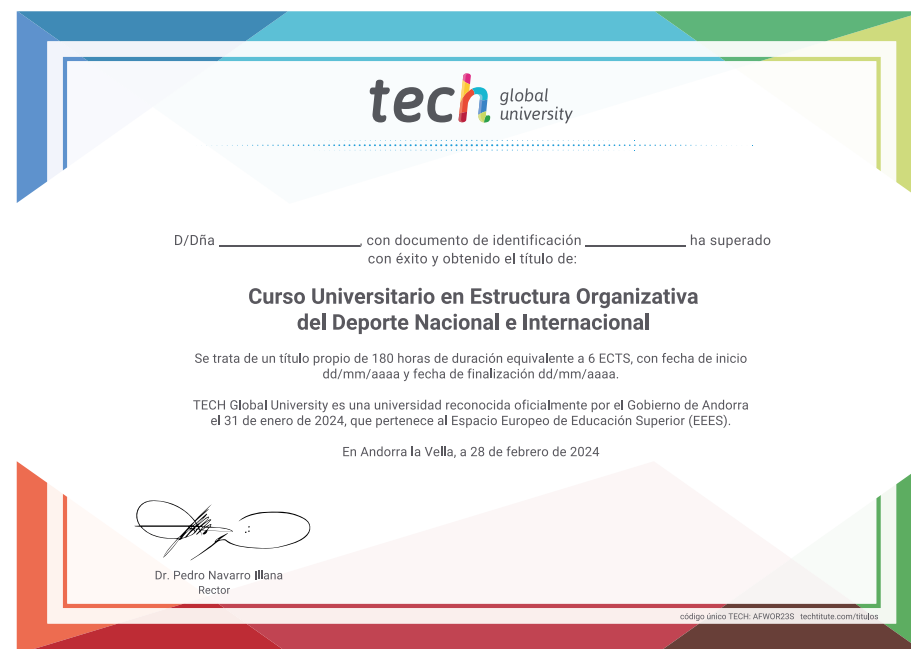 tech global university
D/Dña ____________________, con documento de identificación ______________ ha superado
con éxito y obtenido el título de:
Curso Universitario en Estructura Organizativa
del Deporte Nacional e Internacional
Se trata de un título propio de 180 horas de duración equivalente a 6 ECTS, con fecha de inicio
dd/mm/aaaa y fecha de finalización dd/mm/aaaa.
TECH Global University es una universidad reconocida oficialmente por el Gobierno de Andorra
el 31 de enero de 2024, que pertenece al Espacio Europeo de Educación Superior (EEES).
En Andorra la Vella, a 28 de febrero de 2024
Dr. Pedro Navarro Illana
Rector
código único TECH: AFWOR23S techtitute.com/titulos